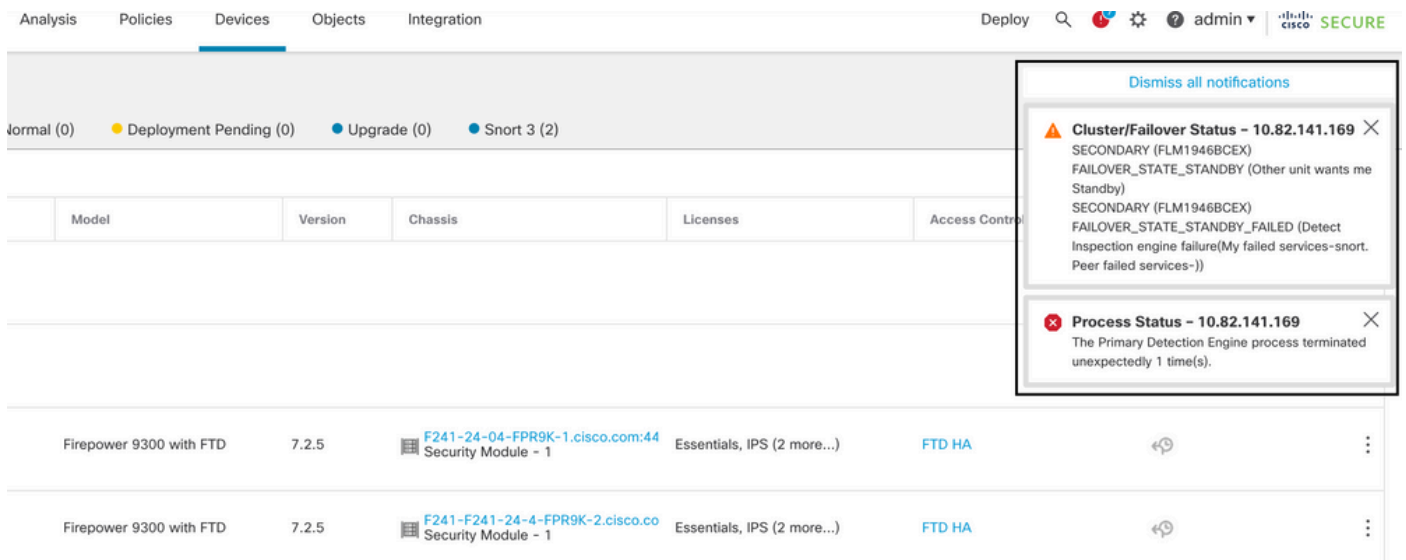 Analysis Policies Devices Objects Integration Deploy admin cisco SECURE
Dismiss all notifications
Normal (0) Deployment Pending (0) Upgrade (0) Snort 3 (2)
Cluster/Failover Status - 10.82.141.169
SECONDARY (FLM1946BCEX)
FAILOVER_STATE_STANDBY (Other unit wants me
Standby)
SECONDARY (FLM1946BCEX)
FAILOVER_STATE_STANDBY_FAILED (Detect
Inspection engine failure(My failed services-snort.
Peer failed services-))
Model Version Chassis Licenses Access Control
Process Status - 10.82.141.169
The Primary Detection Engine process terminated
unexpectedly 1 time(s).
Firepower 9300 with FTD 7.2.5 F241-24-04-FPR9K-1.cisco.com:44 Essentials, IPS (2 more...) FTD HA
Security Module - 1
Firepower 9300 with FTD 7.2.5 F241-F241-24-4-FPR9K-2.cisco.co Essentials, IPS (2 more...) FTD HA
Security Module - 1